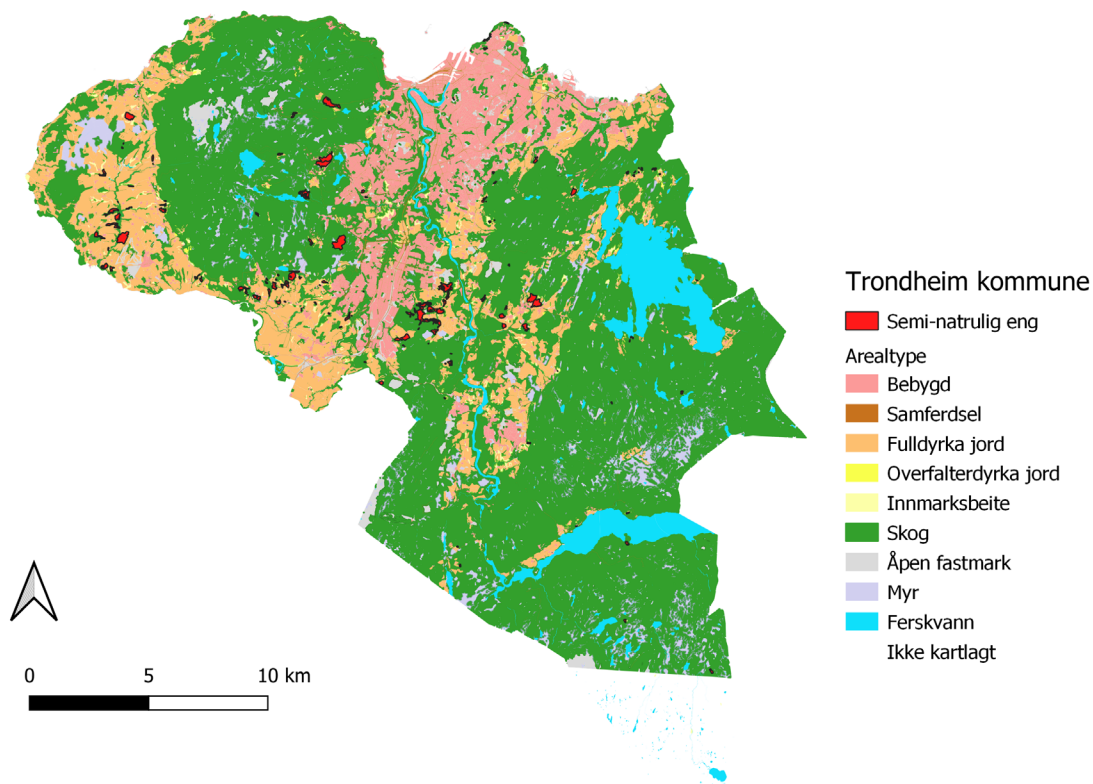 Trondheim kommune
Semi-natrulig eng
Arealtype
Bebygd
Samferdsel
Fulldyrka jord
Overfalterdyrka jord
Innmarksbeite
Skog
Åpen fastmark
Myr
Ferskvann
Ikke kartlagt
0 5 10 km